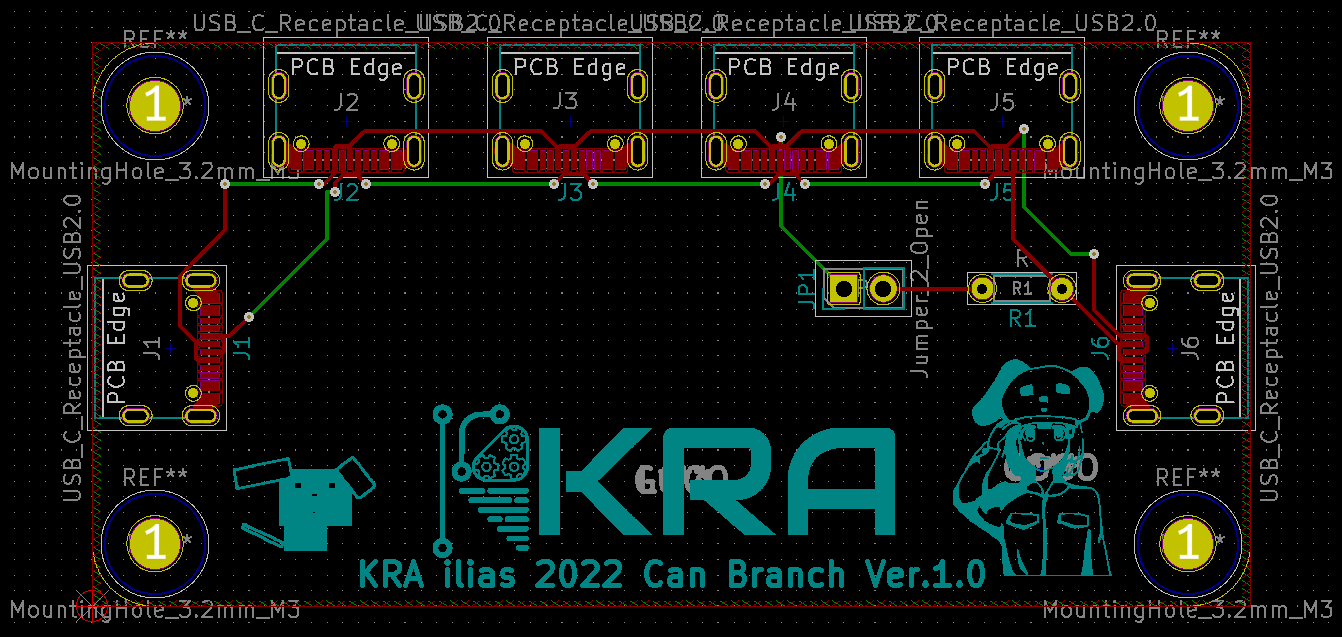 USB_C_Receptacle_USB2.0 USB_C_Receptacle_USB2.0 USB_C_Receptacle_USB2.0 USB_C_Receptacle_USB2.0
REF** REF**
PCB Edge PCB Edge PCB Edge PCB Edge
J2 J3 J4 J5
1 * 1 *
MountingHole_3.2mm_M3 MountingHole_3.2mm_M3
J2 J3 J4 J5
USB_C_Receptacle_USB2.0
PCB Edge
J1
J1
JP1
Jumper_2_Open
R1
R1
J6
J6
PCB Edge
USB_C_Receptacle_USB2.0
KRA
REF** REF**
1 * 1 *
KRA ilias 2022 Can Branch Ver.1.0
MountingHole_3.2mm_M3 MountingHole_3.2mm_M3